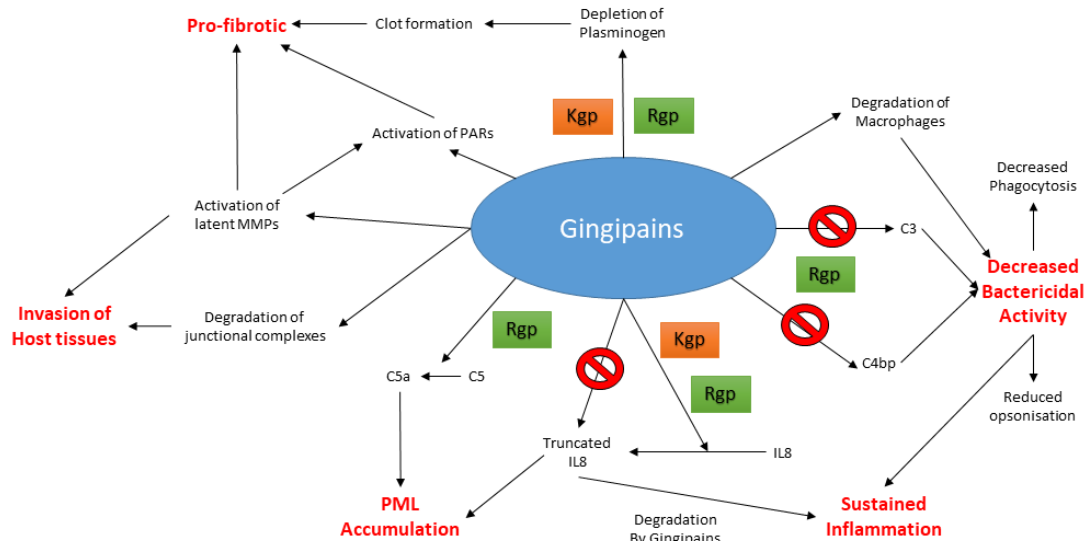 Pro-fibrotic
Clot formation
Depletion of
Plasminogen
Kgp
Rgp
Degradation of
Macrophages
Activation of PARs
Decreased
Phagocytosis
Activation of
latent MMPs
Gingipains
C3
Rgp
Decreased
Bactericidal
Activity
Invasion of
Host tissues
Degradation of
junctional complexes
Rgp
Kgp
C4bp
C5a
C5
Rgp
Reduced
opsonisation
Truncated
IL8
IL8
PML
Accumulation
Degradation
By Gingipains
Sustained
Inflammation